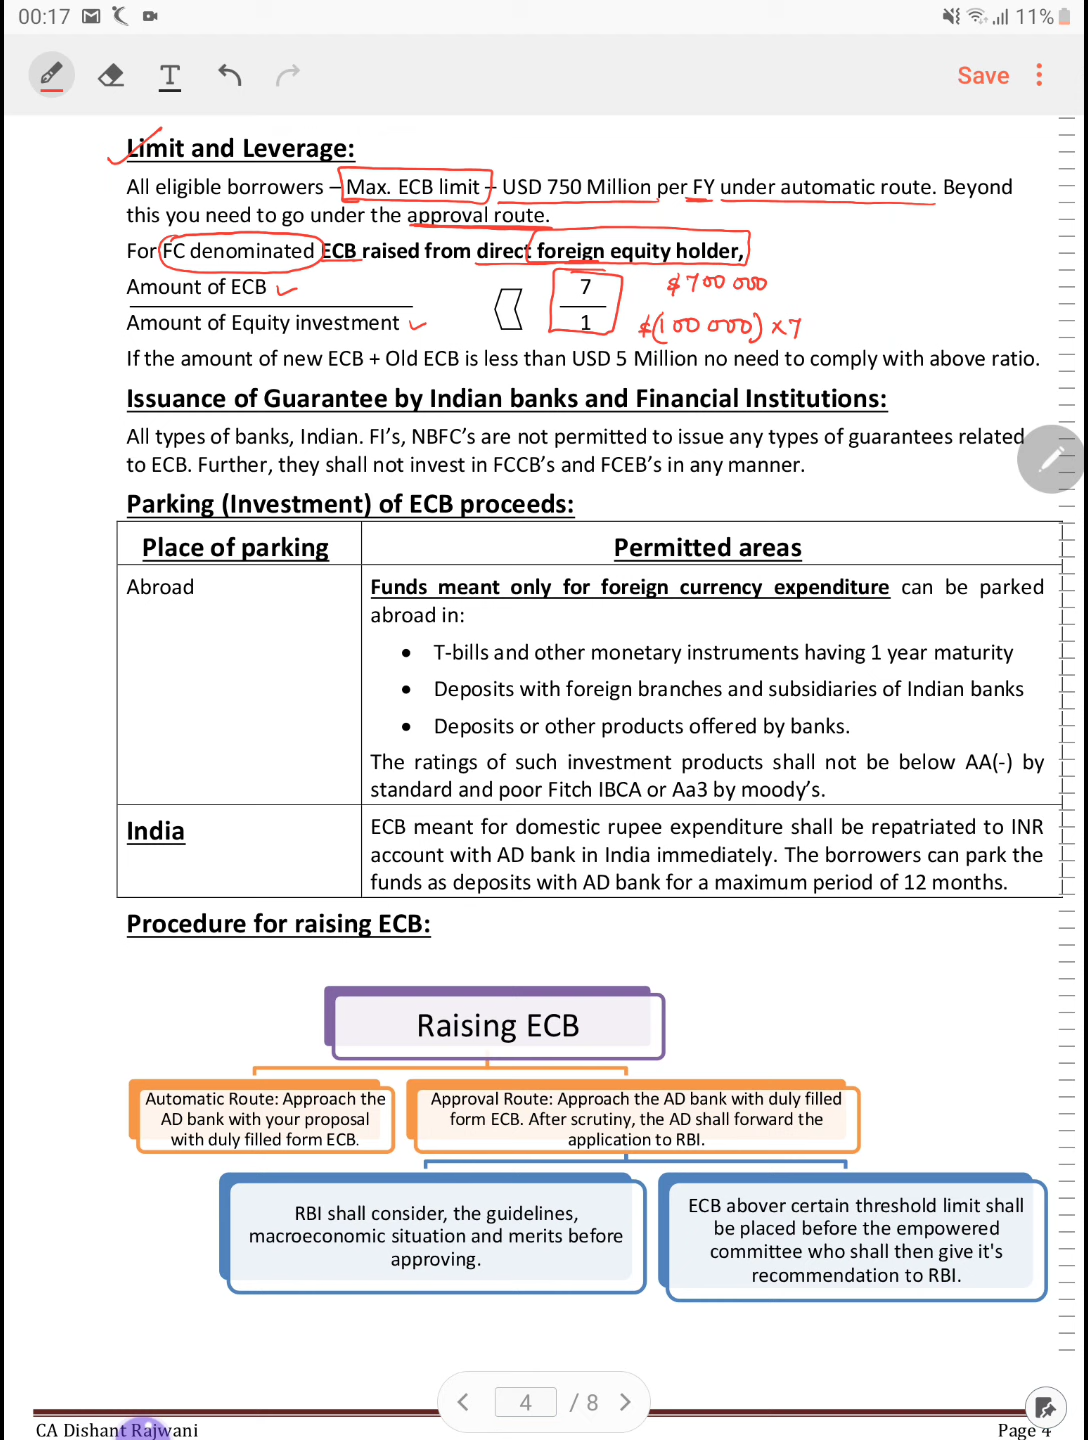 00:17 11%
T Save
Limit and Leverage:
All eligible borrowers – Max. ECB limit – USD 750 Million per FY under automatic route. Beyond
this you need to go under the approval route.
For FC denominated ECB raised from direct foreign equity holder,
Amount of ECB 7 $700 000
Amount of Equity investment 1 $(100 000) x7
If the amount of new ECB + Old ECB is less than USD 5 Million no need to comply with above ratio.
Issuance of Guarantee by Indian banks and Financial Institutions:
All types of banks, Indian. FI's, NBFC's are not permitted to issue any types of guarantees related
to ECB. Further, they shall not invest in FCCB's and FCEB's in any manner.
Parking (Investment) of ECB proceeds:
Place of parking Permitted areas
Abroad Funds meant only for foreign currency expenditure can be parked
abroad in:
• T-bills and other monetary instruments having 1 year maturity
• Deposits with foreign branches and subsidiaries of Indian banks
• Deposits or other products offered by banks.
The ratings of such investment products shall not be below AA(-) by
standard and poor Fitch IBCA or Aa3 by moody's.
India ECB meant for domestic rupee expenditure shall be repatriated to INR
account with AD bank in India immediately. The borrowers can park the
funds as deposits with AD bank for a maximum period of 12 months.
Procedure for raising ECB:
Raising ECB
Automatic Route: Approach the
AD bank with your proposal
with duly filled form ECB.
Approval Route: Approach the AD bank with duly filled
form ECB. After scrutiny, the AD shall forward the
application to RBI.
RBI shall consider, the guidelines,
macroeconomic situation and merits before
approving.
ECB abover certain threshold limit shall
be placed before the empowered
committee who shall then give it's
recommendation to RBI.
4 / 8
CA Dishant Rajwani Page 4